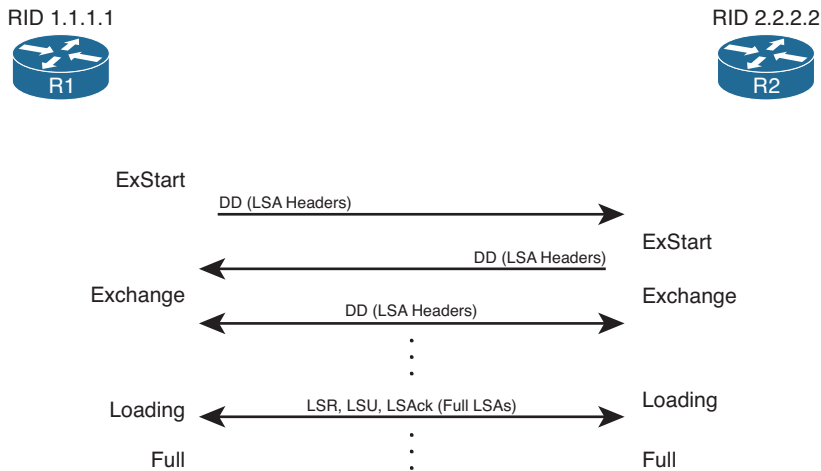 RID 1.1.1.1
RID 2.2.2.2
R1
R2
ExStart
DD (LSA Headers)
ExStart
DD (LSA Headers)
Exchange
Exchange
DD (LSA Headers)
Loading
LSR, LSU, LSAck (Full LSAs)
Loading
Full
Full